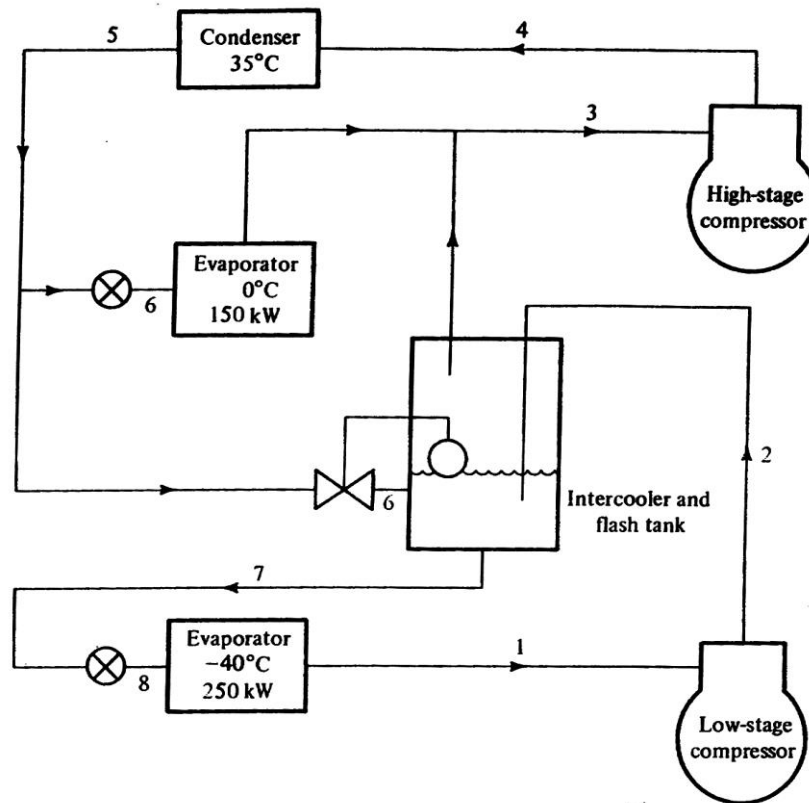 5
Condenser
35°C
4
3
High-stage
compressor
Evaporator
0°C
150 kW
6
2
6
Intercooler and
flash tank
7
Evaporator
−40°C
250 kW
8
1
Low-stage
compressor